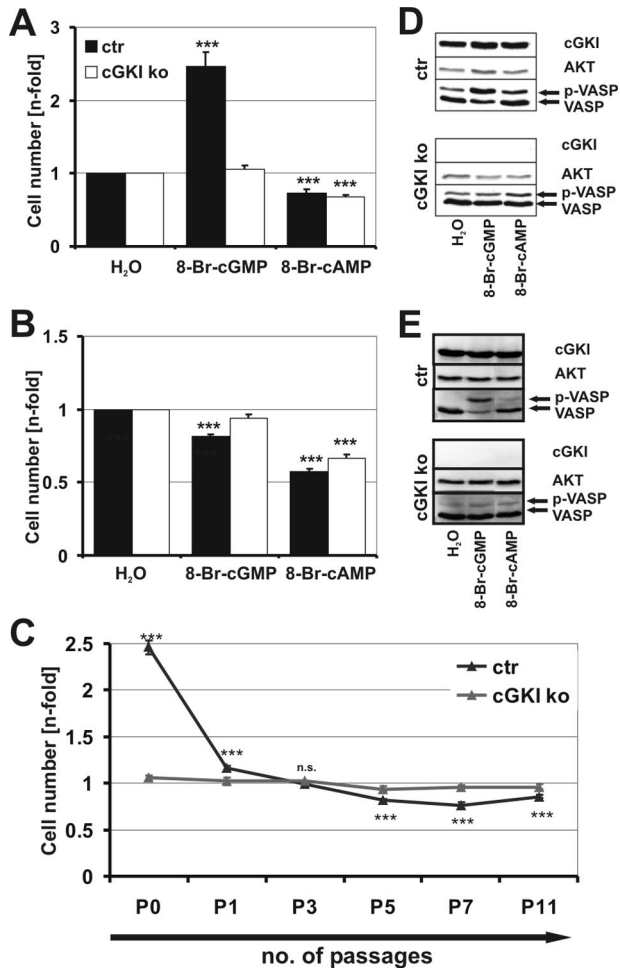 A
Cell number [n-fold]
3
2
1
0
ctr
cGKI ko
***
***
***
H₂O
8-Br-cGMP
8-Br-cAMP
B
Cell number [n-fold]
1.5
1
0.5
0
***
***
***
H₂O
8-Br-cGMP
8-Br-cAMP
C
Cell number [n-fold]
2.5
2
1.5
1
0.5
0
ctr
cGKI ko
***
***
n.s.
***
***
***
P0
P1
P3
P5
P7
P11
no. of passages
D
ctr
cGKI
AKT
p-VASP
VASP
cGKI ko
cGKI
AKT
p-VASP
VASP
H₂O
8-Br-cGMP
8-Br-cAMP
E
ctr
cGKI
AKT
p-VASP
VASP
cGKI ko
cGKI
AKT
p-VASP
VASP
H₂O
8-Br-cGMP
8-Br-cAMP